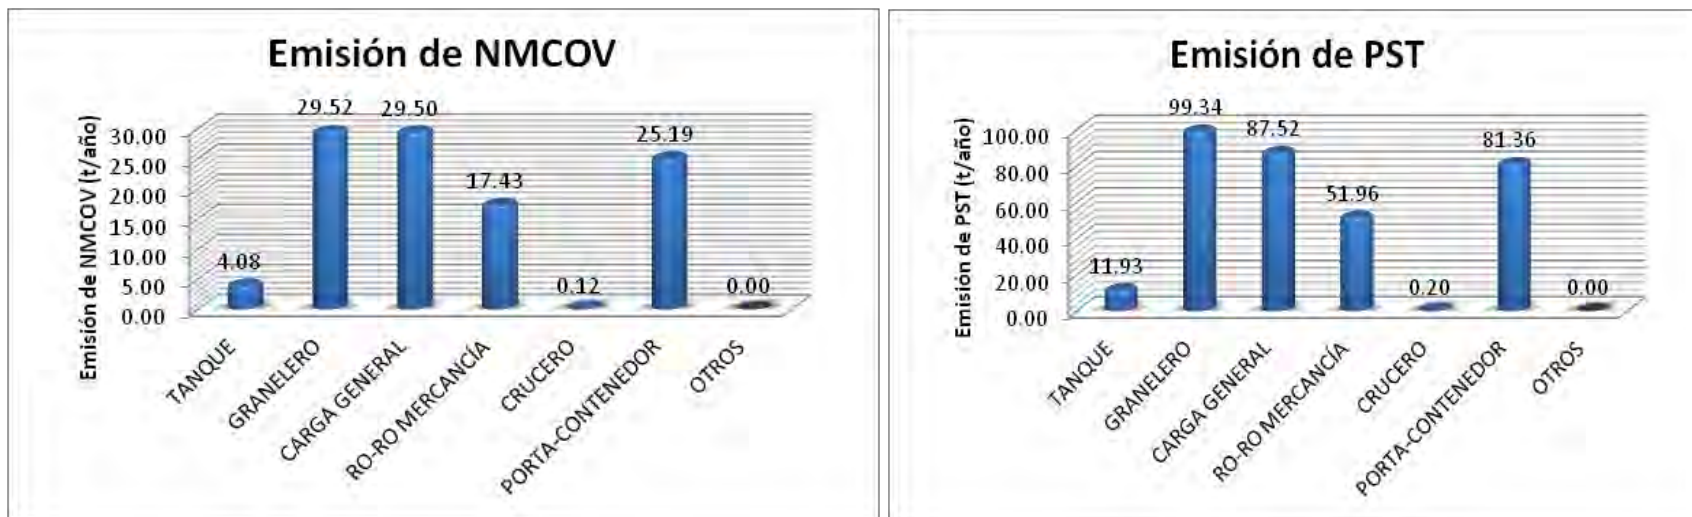 Emisión de NMCOV
Emisión de NMCOV (t/año)
30.00
25.00
20.00
15.00
10.00
5.00
0.00
4.08
29.52
29.50
17.43
0.12
25.19
0.00
TANQUE
GRANELERO
CARGA GENERAL
RO-RO MERCANCÍA
CRUCERO
PORTA-CONTENEDOR
OTROS
Emisión de PST
Emisión de PST (t/año)
100.00
80.00
60.00
40.00
20.00
0.00
11.93
99.34
87.52
51.96
0.20
81.36
0.00
TANQUE
GRANELERO
CARGA GENERAL
RO-RO MERCANCÍA
CRUCERO
PORTA-CONTENEDOR
OTROS